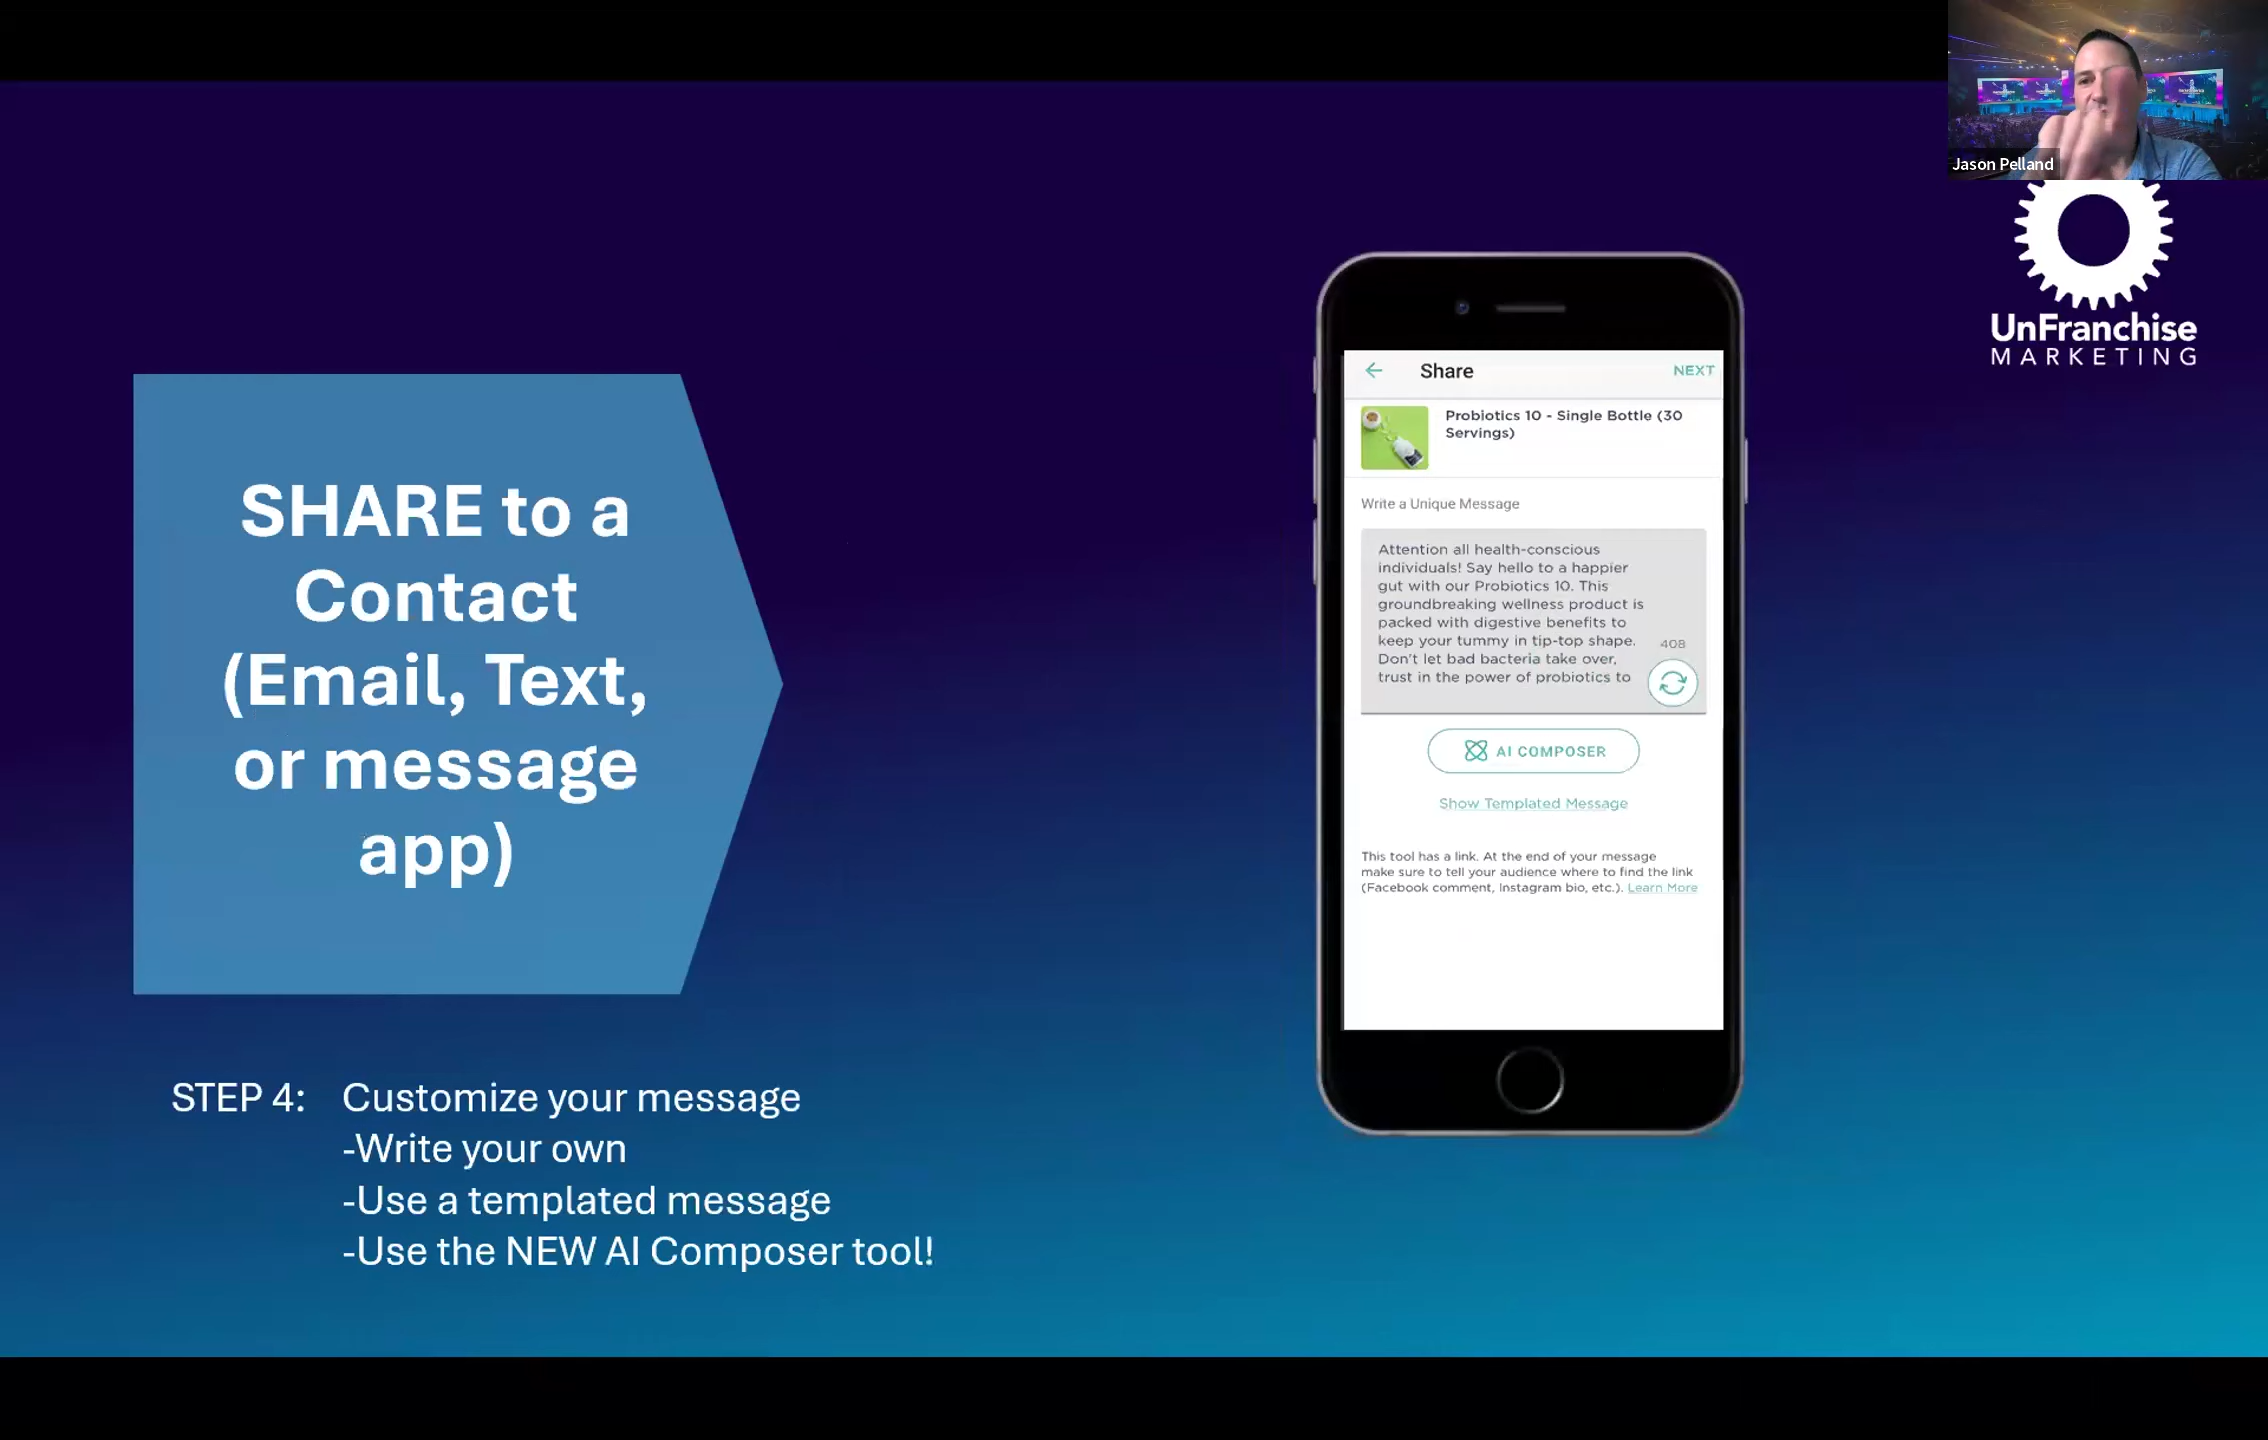 Jason Pelland
UnFranchise
MARKETING
SHARE to a
Contact
(Email, Text,
or message
app)
STEP 4: Customize your message
-Write your own
-Use a templated message
-Use the NEW AI Composer tool!
Share
NEXT
Probiotics 10 - Single Bottle (30
Servings)
Write a Unique Message
Attention all health-conscious
individuals! Say hello to a happier
gut with our Probiotics 10. This
groundbreaking wellness product is
packed with digestive benefits to
keep your tummy in tip-top shape.
408
Don't let bad bacteria take over,
trust in the power of probiotics to
AI COMPOSER
Show Templated Message
This tool has a link. At the end of your message
make sure to tell your audience where to find the link
(Facebook comment, Instagram bio, etc.). Learn More